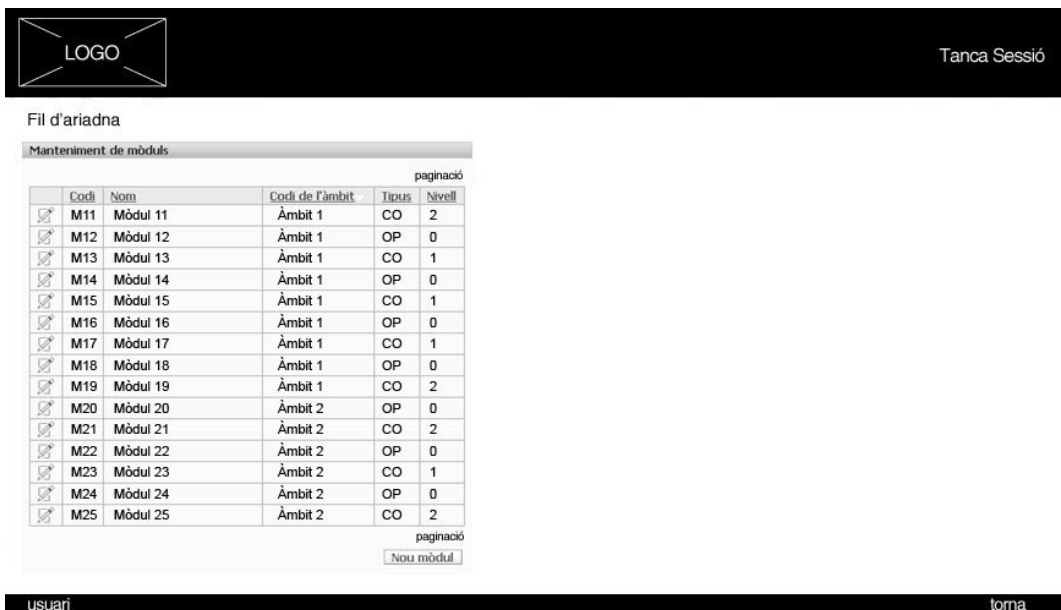 LOGO
Tanca Sessió
Fil d'ariadna
Manteniment de mòduls
paginació
Codi Nom Codi de l'àmbit Tipus Nivell
M11 Mòdul 11 Àmbit 1 CO 2
M12 Mòdul 12 Àmbit 1 OP 0
M13 Mòdul 13 Àmbit 1 CO 1
M14 Mòdul 14 Àmbit 1 OP 0
M15 Mòdul 15 Àmbit 1 CO 1
M16 Mòdul 16 Àmbit 1 OP 0
M17 Mòdul 17 Àmbit 1 CO 1
M18 Mòdul 18 Àmbit 1 OP 0
M19 Mòdul 19 Àmbit 1 CO 2
M20 Mòdul 20 Àmbit 2 OP 0
M21 Mòdul 21 Àmbit 2 CO 2
M22 Mòdul 22 Àmbit 2 OP 0
M23 Mòdul 23 Àmbit 2 CO 1
M24 Mòdul 24 Àmbit 2 OP 0
M25 Mòdul 25 Àmbit 2 CO 2
paginació
Nou mòdul
usuari torna